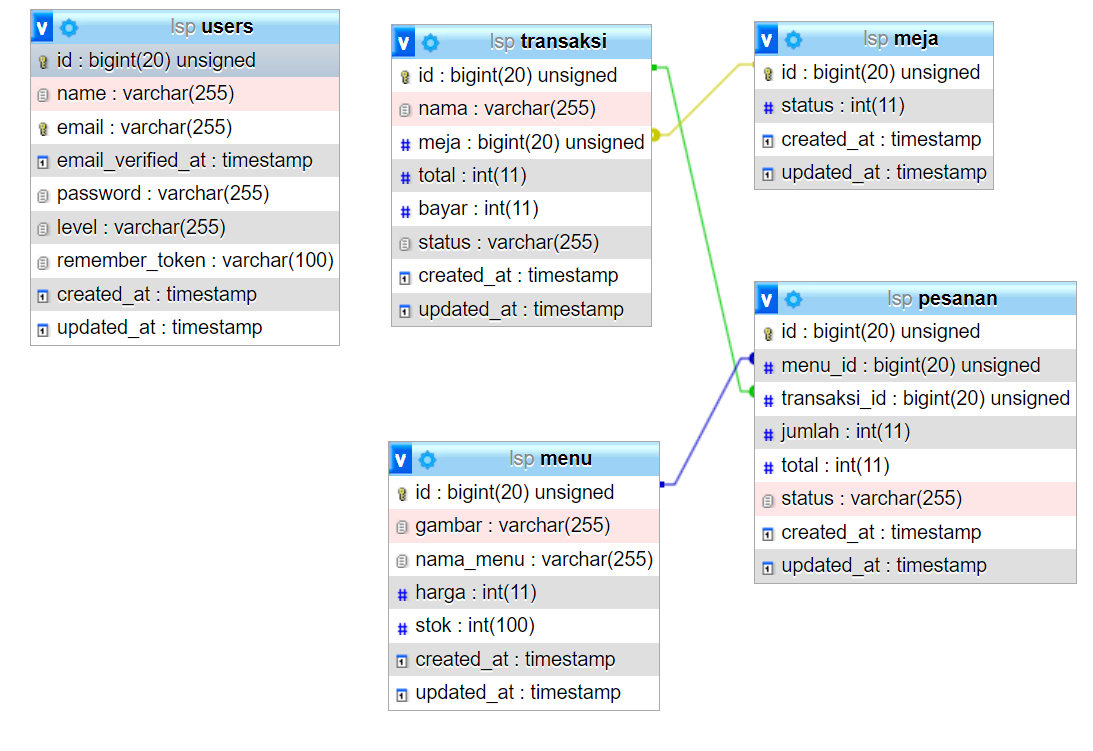 v lsp users
id : bigint(20) unsigned
name : varchar(255)
email : varchar(255)
email_verified_at : timestamp
password : varchar(255)
level : varchar(255)
remember_token : varchar(100)
created_at : timestamp
updated_at : timestamp
v lsp transaksi
id : bigint(20) unsigned
nama : varchar(255)
meja : bigint(20) unsigned
total : int(11)
bayar : int(11)
status : varchar(255)
created_at : timestamp
updated_at : timestamp
v lsp meja
id : bigint(20) unsigned
status : int(11)
created_at : timestamp
updated_at : timestamp
v lsp pesanan
id : bigint(20) unsigned
menu_id : bigint(20) unsigned
transaksi_id : bigint(20) unsigned
jumlah : int(11)
total : int(11)
status : varchar(255)
created_at : timestamp
updated_at : timestamp
v lsp menu
id : bigint(20) unsigned
gambar : varchar(255)
nama_menu : varchar(255)
harga : int(11)
stok : int(100)
created_at : timestamp
updated_at : timestamp